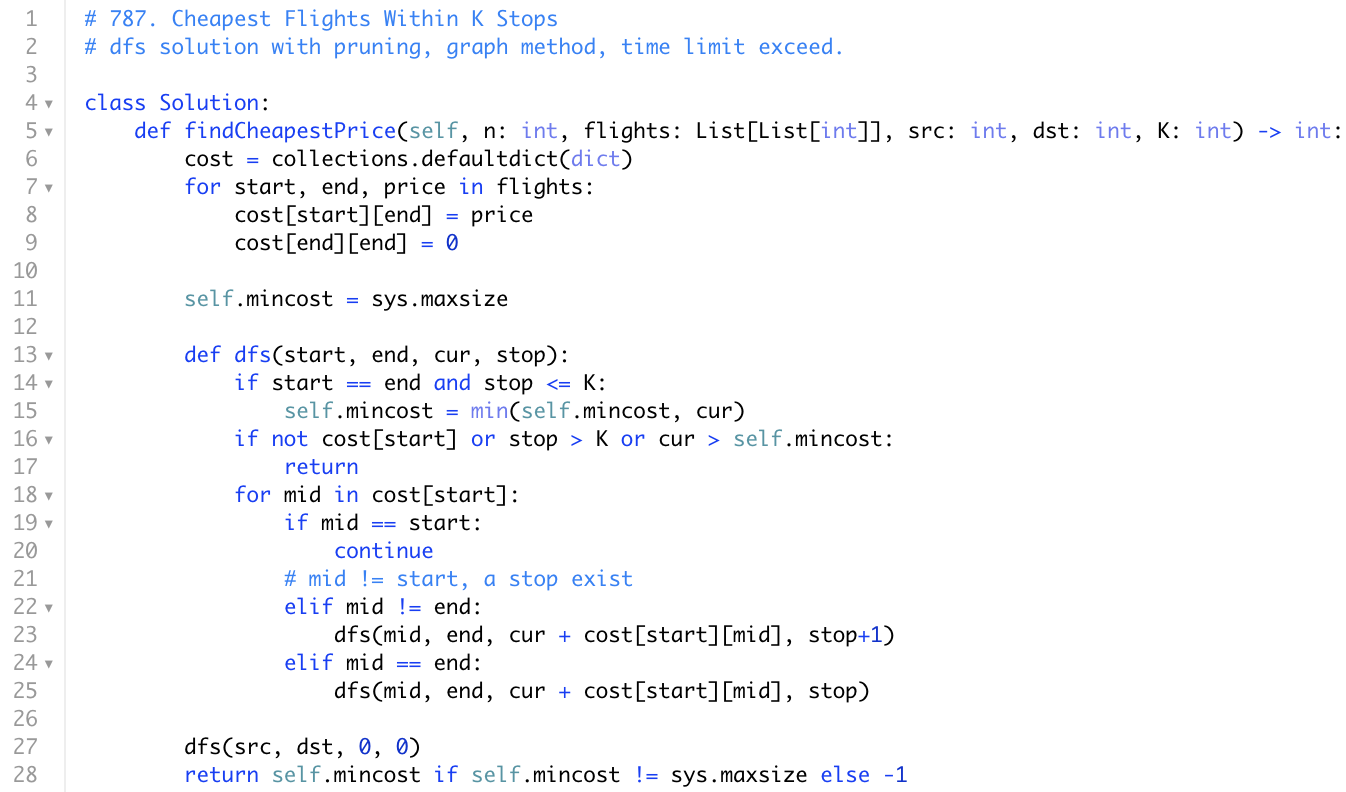 1 # 787. Cheapest Flights Within K Stops
2 # dfs solution with pruning, graph method, time limit exceed.
3
4 class Solution:
5     def findCheapestPrice(self, n: int, flights: List[List[int]], src: int, dst: int, K: int) -> int:
6         cost = collections.defaultdict(dict)
7         for start, end, price in flights:
8             cost[start][end] = price
9             cost[end][end] = 0
10
11         self.mincost = sys.maxsize
12
13         def dfs(start, end, cur, stop):
14             if start == end and stop <= K:
15                 self.mincost = min(self.mincost, cur)
16             if not cost[start] or stop > K or cur > self.mincost:
17                 return
18             for mid in cost[start]:
19                 if mid == start:
20                     continue
21                 # mid != start, a stop exist
22                 elif mid != end:
23                     dfs(mid, end, cur + cost[start][mid], stop+1)
24                 elif mid == end:
25                     dfs(mid, end, cur + cost[start][mid], stop)
26
27         dfs(src, dst, 0, 0)
28         return self.mincost if self.mincost != sys.maxsize else -1